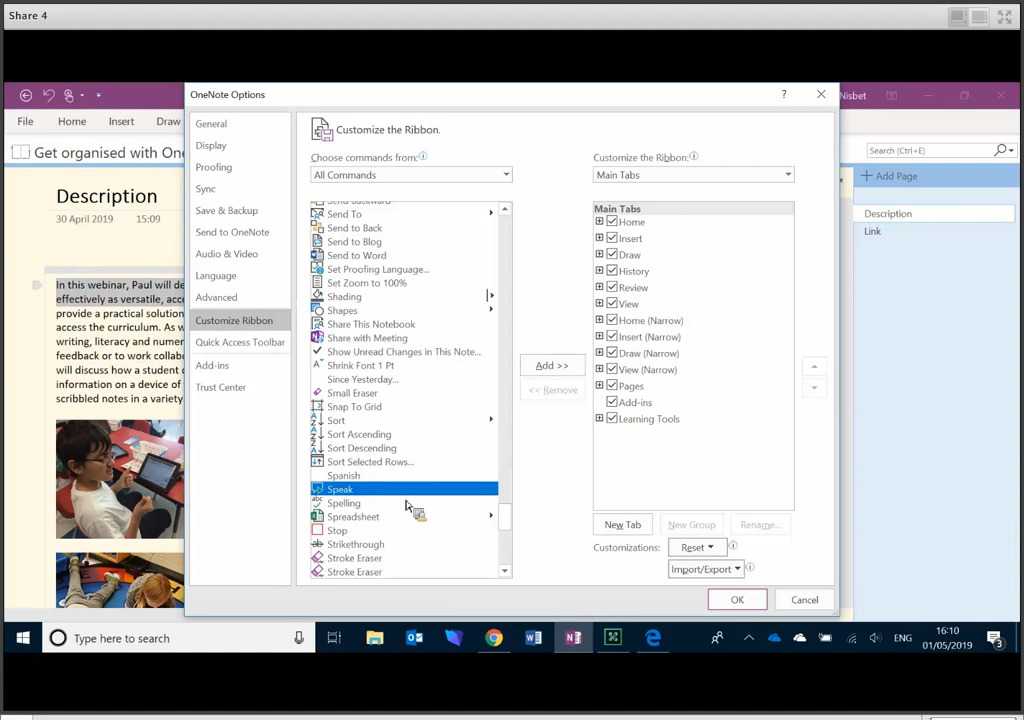 Share 4
OneNote Options
?
Nisbet
File Home Insert Draw
Get organised with One
Search (Ctrl+E)
Add Page
Description
Link
Description
30 April 2019 15:09
In this webinar, Paul will de
effectively as versatile, acce
provide a practical solution
access the curriculum. As w
writing, literacy and numer
feedback or to work collab
will discuss how a student c
information on a device of
scribbled notes in a variety
General
Display
Proofing
Sync
Save & Backup
Send to OneNote
Audio & Video
Language
Advanced
Customize Ribbon
Quick Access Toolbar
Add-ins
Trust Center
Customize the Ribbon.
Choose commands from:
All Commands
Send Backward
Send To
Send to Back
Send to Blog
Send to Word
Set Proofing Language...
Set Zoom to 100%
Shading
Shapes
Share This Notebook
Share with Meeting
Show Unread Changes in This Note...
Shrink Font 1 Pt
Since Yesterday...
Small Eraser
Snap To Grid
Sort
Sort Ascending
Sort Descending
Sort Selected Rows...
Spanish
Speak
Spelling
Spreadsheet
Stop
Strikethrough
Stroke Eraser
Stroke Eraser
Add >>
<< Remove
Customize the Ribbon:
Main Tabs
Main Tabs
Home
Insert
Draw
History
Review
View
Home (Narrow)
Insert (Narrow)
Draw (Narrow)
View (Narrow)
Pages
Add-ins
Learning Tools
New Tab New Group Rename...
Customizations: Reset
Import/Export
OK Cancel
Type here to search
ENG
16:10
01/05/2019
3